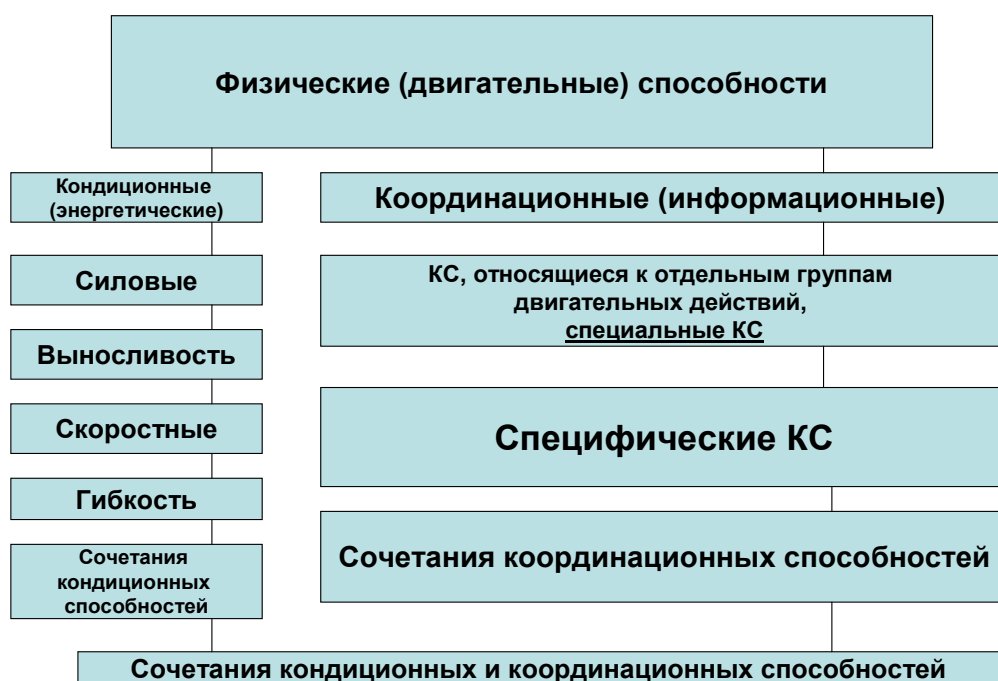 Физические (двигательные) способности
Кондиционные
(энергетические)
Силовые
Выносливость
Скоростные
Гибкость
Сочетания
кондиционных
способностей
Координационные (информационные)
КС, относящиеся к отдельным группам
двигательных действий,
специальные КС
Специфические КС
Сочетания координационных способностей
Сочетания кондиционных и координационных способностей